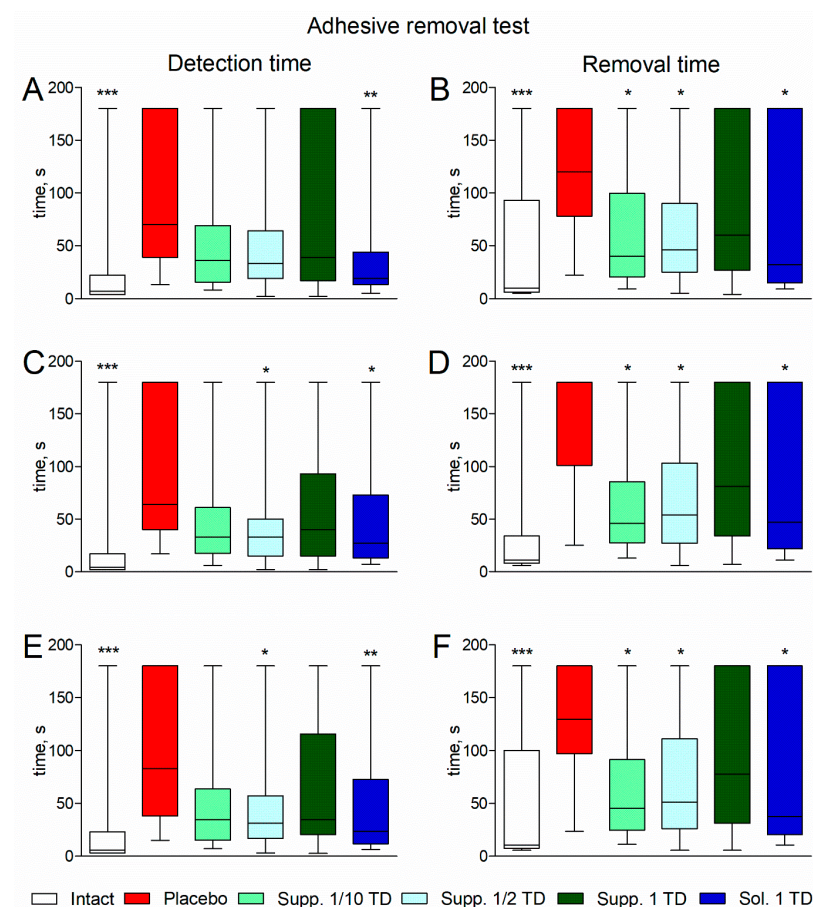 Adhesive removal test
Detection time Removal time
A B
*** ** *** * * *
200 200
150 150
100 100
50 50
0 0
time, s time, s
C D
*** * * *** * * *
200 200
150 150
100 100
50 50
0 0
time, s time, s
E F
*** * ** *** * * *
200 200
150 150
100 100
50 50
0 0
time, s time, s
Intact Placebo Supp. 1/10 TD Supp. 1/2 TD Supp. 1 TD Sol. 1 TD